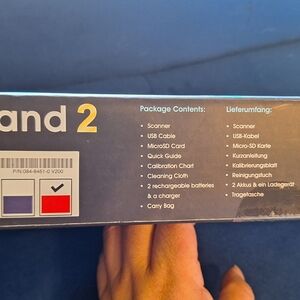 and 2
P/N:084-8461-0 V200
Package Contents:
• Scanner
• USB Cable
• MicroSD Card
• Quick Guide
• Calibration Chart
• Cleaning Cloth
• 2 rechargeable batteries
& a charger
• Carry Bag
Lieferumfang:
• Scanner
• USB-Kabel
• Micro-SD Karte
• Kurzanleitung
• Kalibrierungsblatt
• Reinigungstuch
• 2 Akkus & ein Ladegerät
• Tragetasche